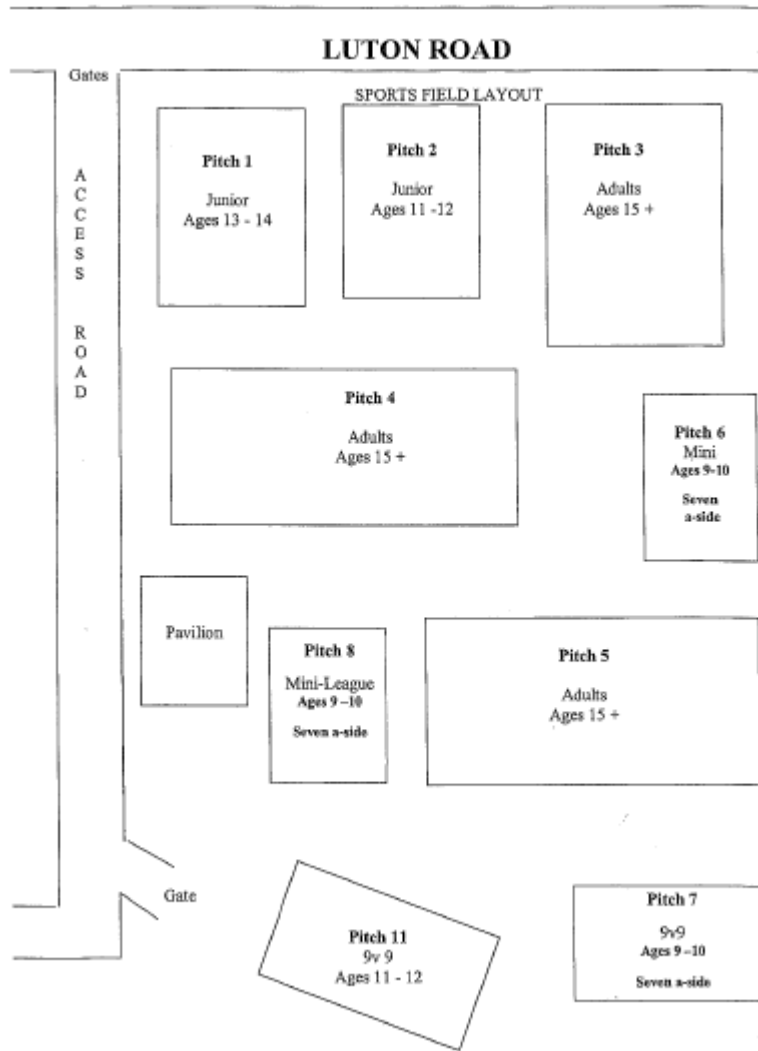 LUTON ROAD
Gates
SPORTS FIELD LAYOUT
ACCESS ROAD
Pitch 1
Junior
Ages 13 - 14
Pitch 2
Junior
Ages 11 -12
Pitch 3
Adults
Ages 15 +
Pitch 4
Adults
Ages 15 +
Pitch 6
Mini
Ages 9-10
Seven
a-side
Pavilion
Pitch 8
Mini-League
Ages 9 –10
Seven a-side
Pitch 5
Adults
Ages 15 +
Gate
Pitch 11
9v 9
Ages 11 - 12
Pitch 7
9v9
Ages 9 –10
Seven a-side